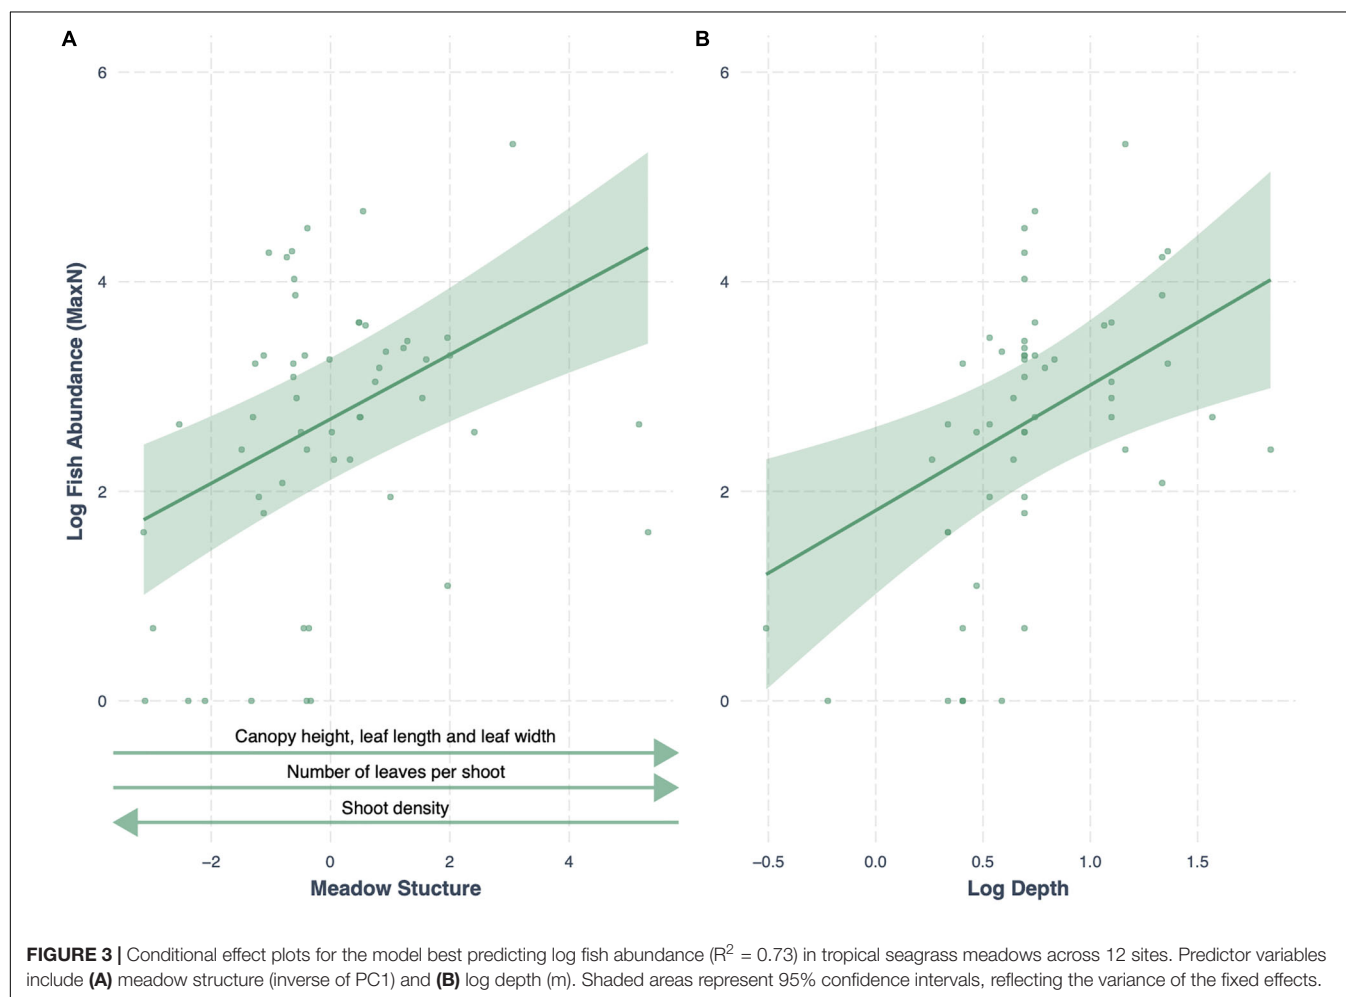 A
B
6
4
2
0
Log Fish Abundance (MaxN)
6
4
2
0
Canopy height, leaf length and leaf width
Number of leaves per shoot
Shoot density
−2 0 2 4
Meadow Stucture
−0.5 0.0 0.5 1.0 1.5
Log Depth
FIGURE 3 | Conditional effect plots for the model best predicting log fish abundance (R² = 0.73) in tropical seagrass meadows across 12 sites. Predictor variables
include (A) meadow structure (inverse of PC1) and (B) log depth (m). Shaded areas represent 95% confidence intervals, reflecting the variance of the fixed effects.